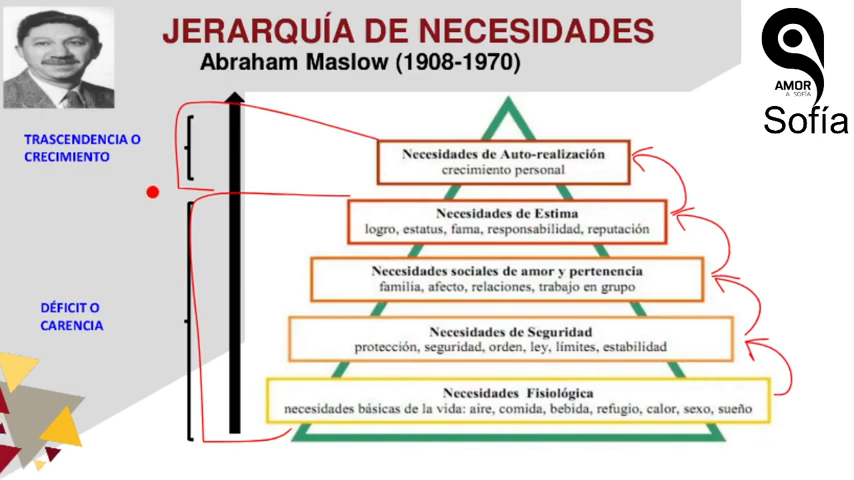 JERARQUÍA DE NECESIDADES
Abraham Maslow (1908-1970)
AMOR
A SOFÍA
Sofía
TRASCENDENCIA O
CRECIMIENTO
Necesidades de Auto-realización
crecimiento personal
Necesidades de Estima
logro, estatus, fama, responsabilidad, reputación
Necesidades sociales de amor y pertenencia
familia, afecto, relaciones, trabajo en grupo
DÉFICIT O
CARENCIA
Necesidades de Seguridad
protección, seguridad, orden, ley, límites, estabilidad
Necesidades Fisiológica
necesidades básicas de la vida: aire, comida, bebida, refugio, calor, sexo, sueño